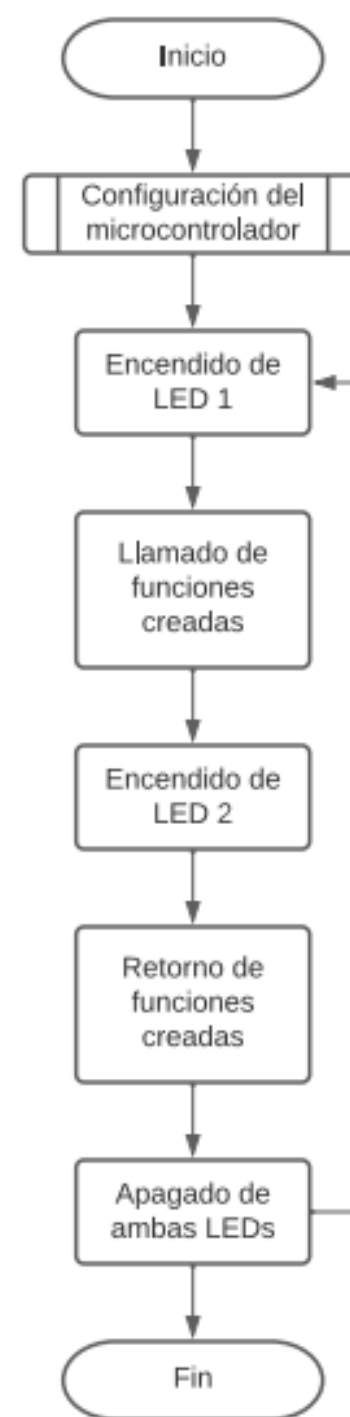 Inicio
Configuración del
microcontrolador
Encendido de
LED 1
Llamado de
funciones
creadas
Encendido de
LED 2
Retorno de
funciones
creadas
Apagado de
ambas LEDs
Fin